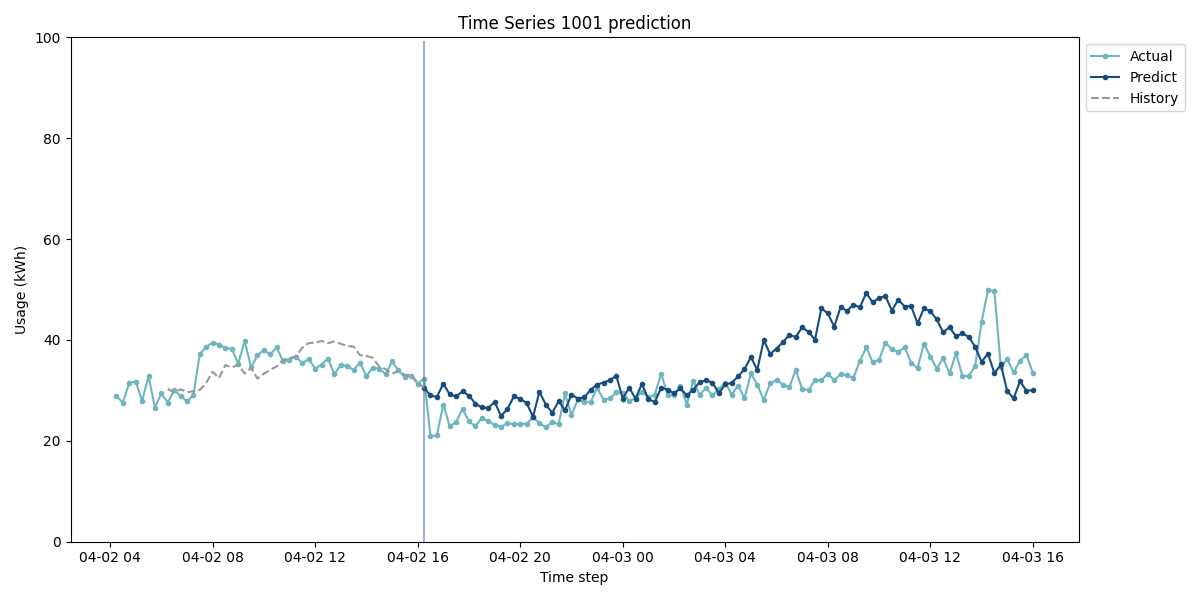 Time Series 1001 prediction
Usage (kWh)
100
80
60
40
20
0
04-02 04
04-02 08
04-02 12
04-02 16
04-02 20
04-03 00
04-03 04
04-03 08
04-03 12
04-03 16
Time step
Actual
Predict
History